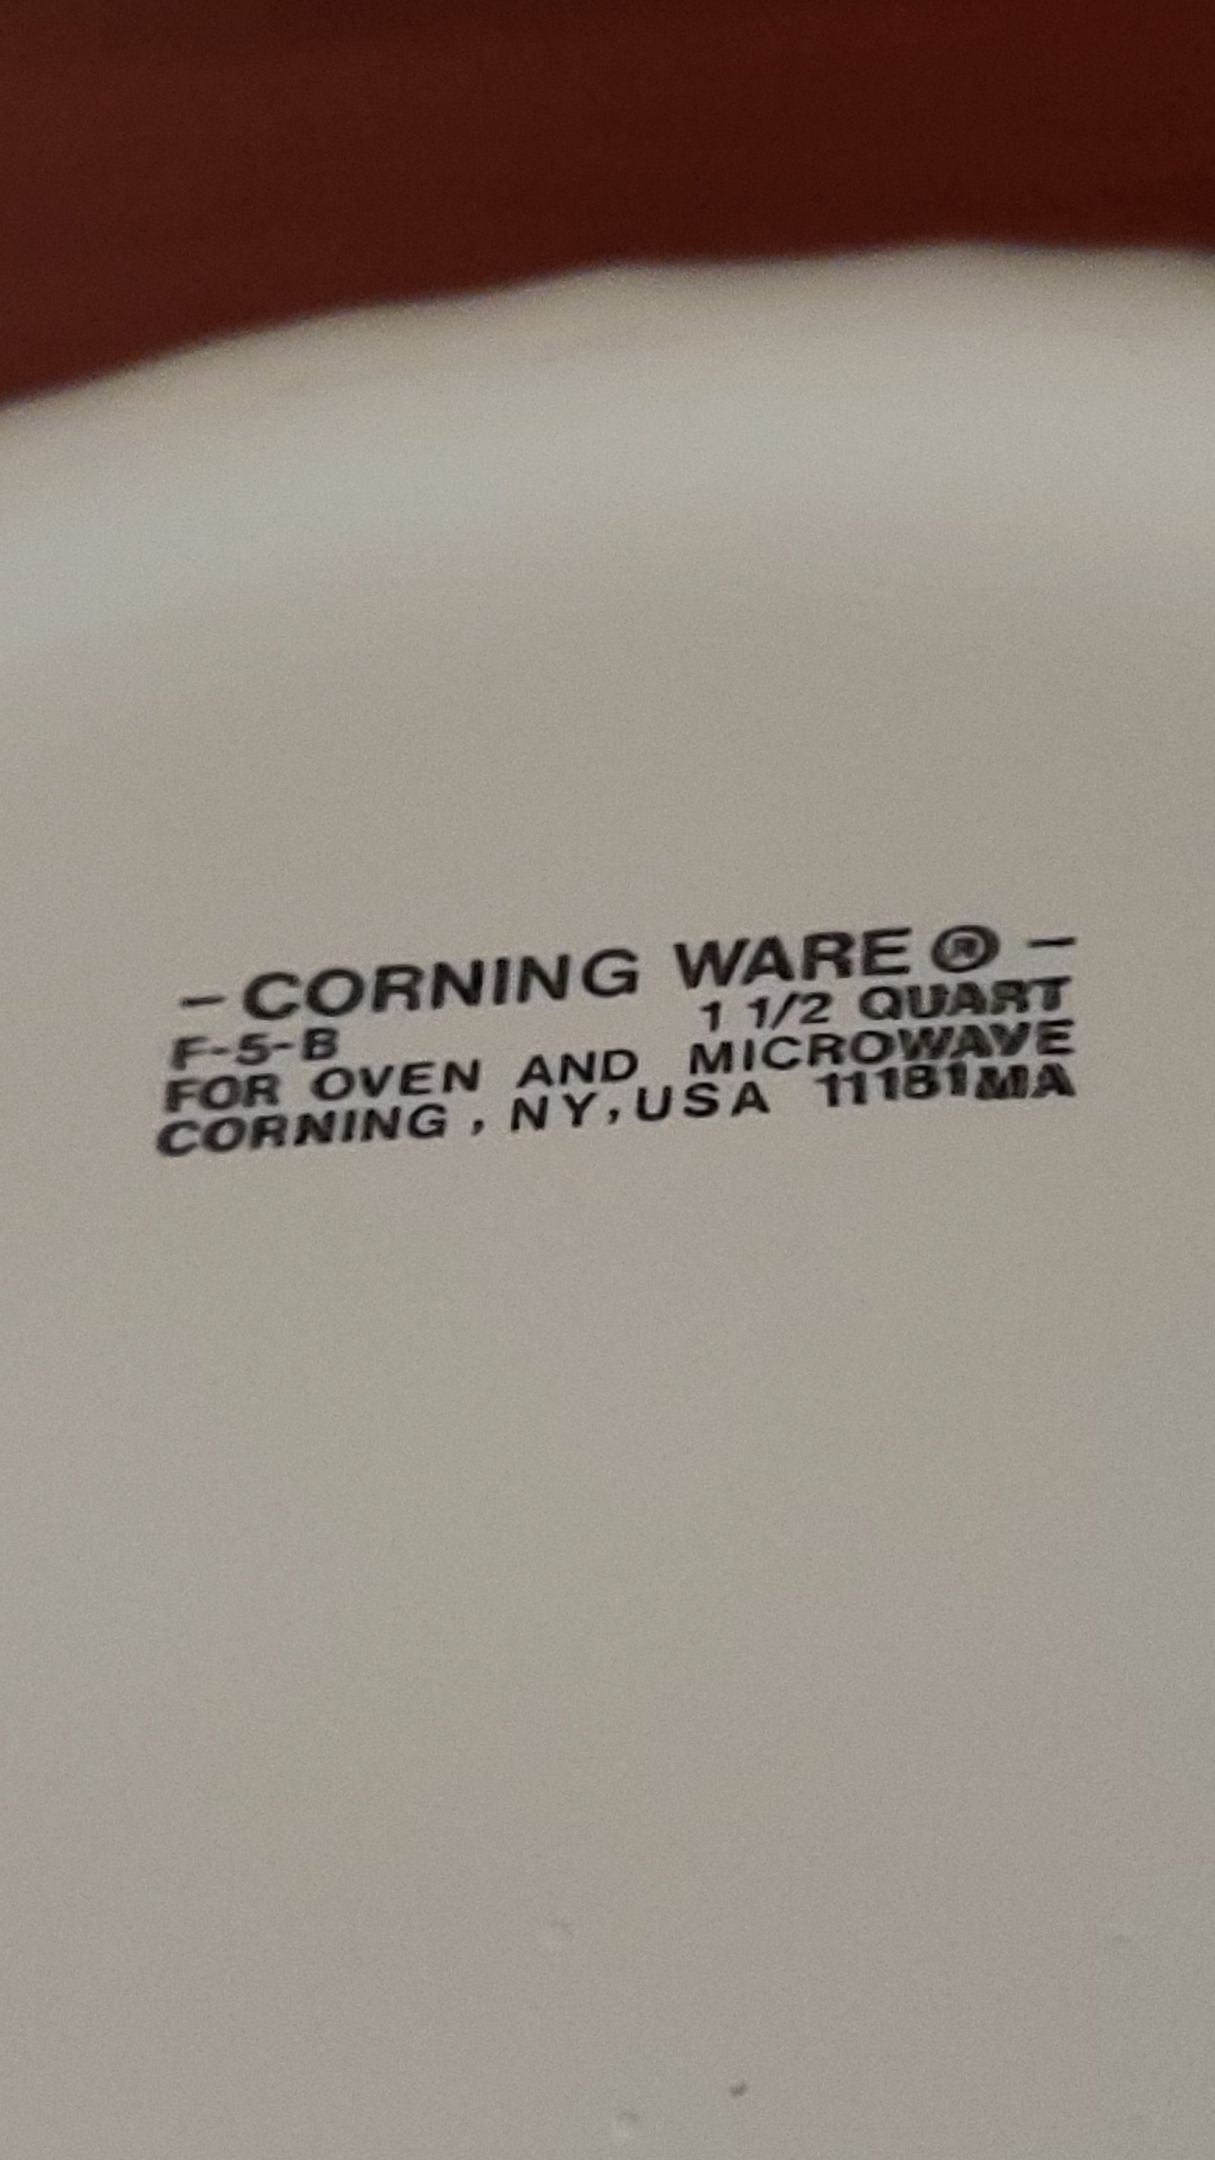 - CORNING WARE ® -
F-5-B 1 1/2 QUART
FOR OVEN AND MICROWAVE
CORNING , NY, USA 11181MA